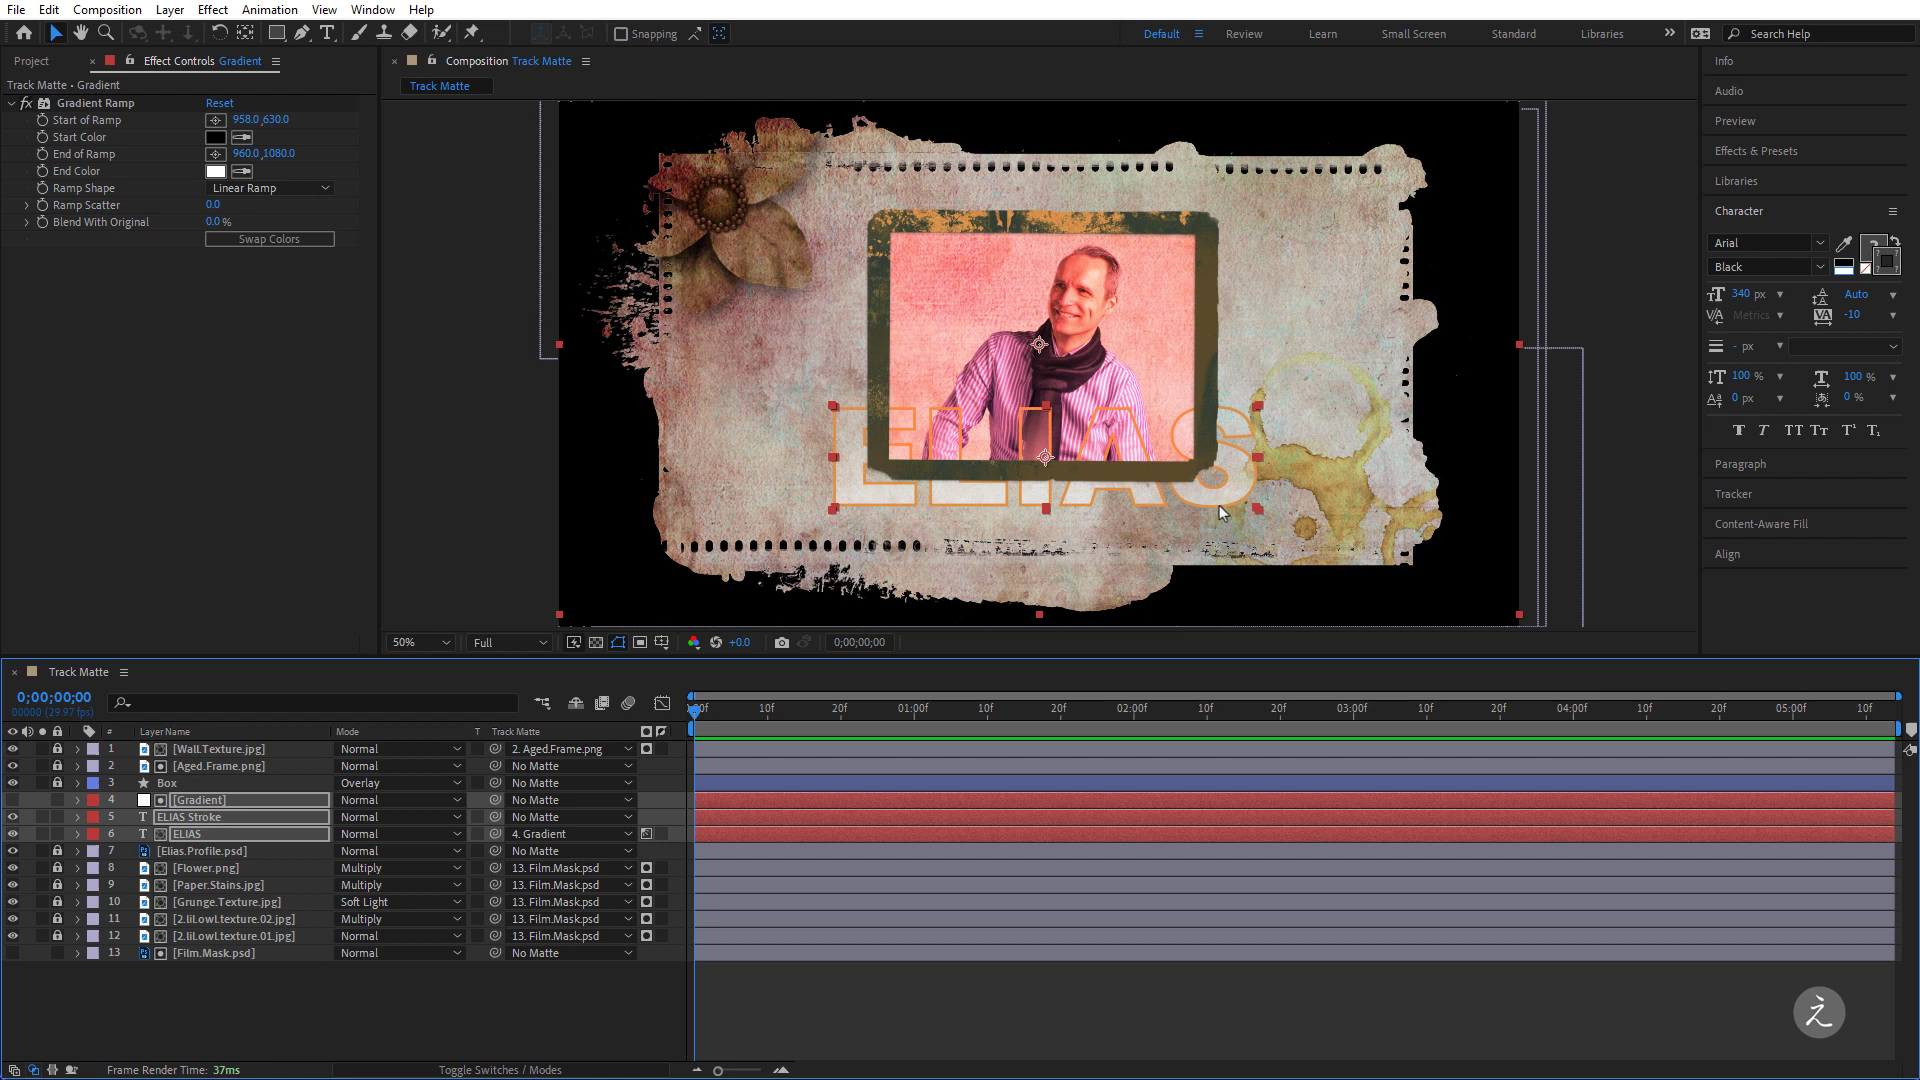 File Edit Composition Layer Effect Animation View Window Help
Snapping Default Review Learn Small Screen Standard Libraries Search Help
Project Effect Controls Gradient
Composition Track Matte
Track Matte • Gradient
Track Matte
fx Gradient Ramp Reset
Start of Ramp 958.0,630.0
Start Color
End of Ramp 960.0,1080.0
End Color
Ramp Shape Linear Ramp
Ramp Scatter 0.0
Blend With Original 0.0 %
Swap Colors
ELIAS
50% Full +0.0 0;00;00;00
Info
Audio
Preview
Effects & Presets
Libraries
Character
Arial
Black
340 px Auto
Metrics -10
- px
100 % 100 %
0 px 0 %
Paragraph
Tracker
Content-Aware Fill
Align
Track Matte
0;00;00;00
00000 (29.97 fps)
:00f 10f 20f 01:00f 10f 20f 02:00f 10f 20f 03:00f 10f 20f 04:00f 10f 20f 05:00f 10f
# Layer Name Mode T Track Matte
1 [Wall.Texture.jpg] Normal 2. Aged.Frame.png
2 [Aged.Frame.png] Normal No Matte
3 Box Overlay No Matte
4 [Gradient] Normal No Matte
5 T ELIAS Stroke Normal No Matte
6 T ELIAS Normal 4. Gradient
7 [Elias.Profile.psd] Normal No Matte
8 [Flower.png] Multiply 13. Film.Mask.psd
9 [Paper.Stains.jpg] Multiply 13. Film.Mask.psd
10 [Grunge.Texture.jpg] Soft Light 13. Film.Mask.psd
11 [2.lil.owl.texture.02.jpg] Multiply 13. Film.Mask.psd
12 [2.lil.owl.texture.01.jpg] Normal 13. Film.Mask.psd
13 [Film.Mask.psd] Normal No Matte
Frame Render Time: 37ms Toggle Switches / Modes